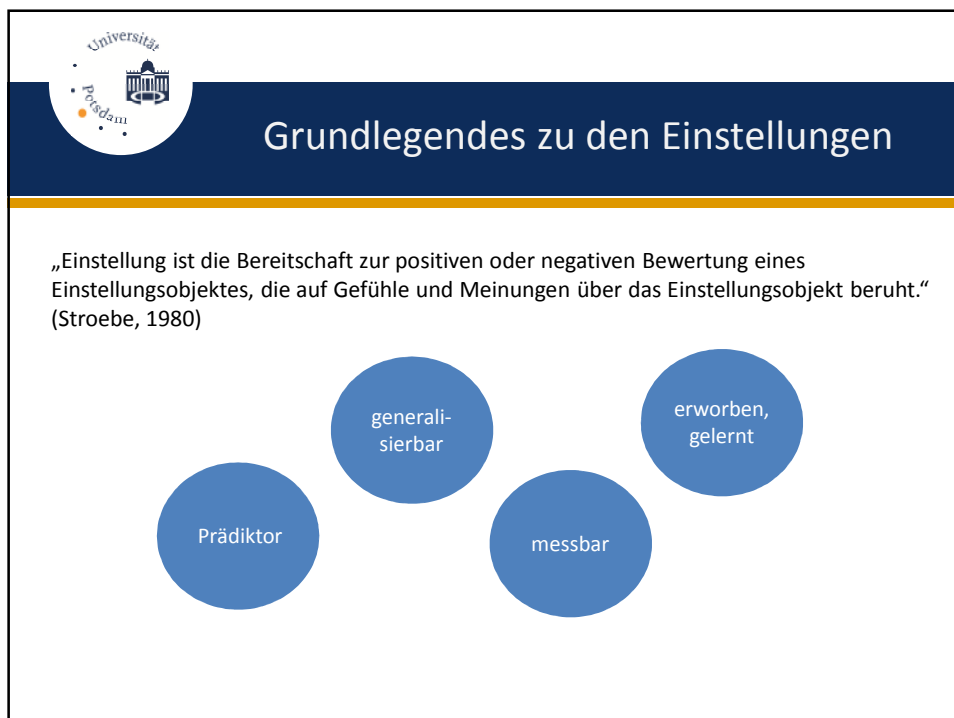 Universität
Potsdam
Grundlegendes zu den Einstellungen
„Einstellung ist die Bereitschaft zur positiven oder negativen Bewertung eines
Einstellungsobjektes, die auf Gefühle und Meinungen über das Einstellungsobjekt beruht.“
(Stroebe, 1980)
generali-
sierbar
erworben,
gelernt
Prädiktor
messbar